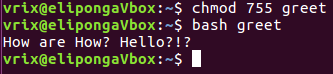 vrix@elipongaVbox:~$ chmod 755 greet
vrix@elipongaVbox:~$ bash greet
How are How? Hello?!?
vrix@elipongaVbox:~$